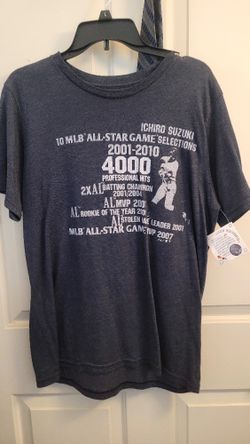 ICHIRO SUZUKI
10 MLB ALL-STAR GAME SELECTIONS
2001-2010
4000
PROFESSIONAL HITS
2X AL BATTING CHAMPION
2001/2004
AL MVP 2001
AL ROOKIE OF THE YEAR 2001
AL STOLEN BASE LEADER 2001
MLB ALL-STAR GAME MVP 2007